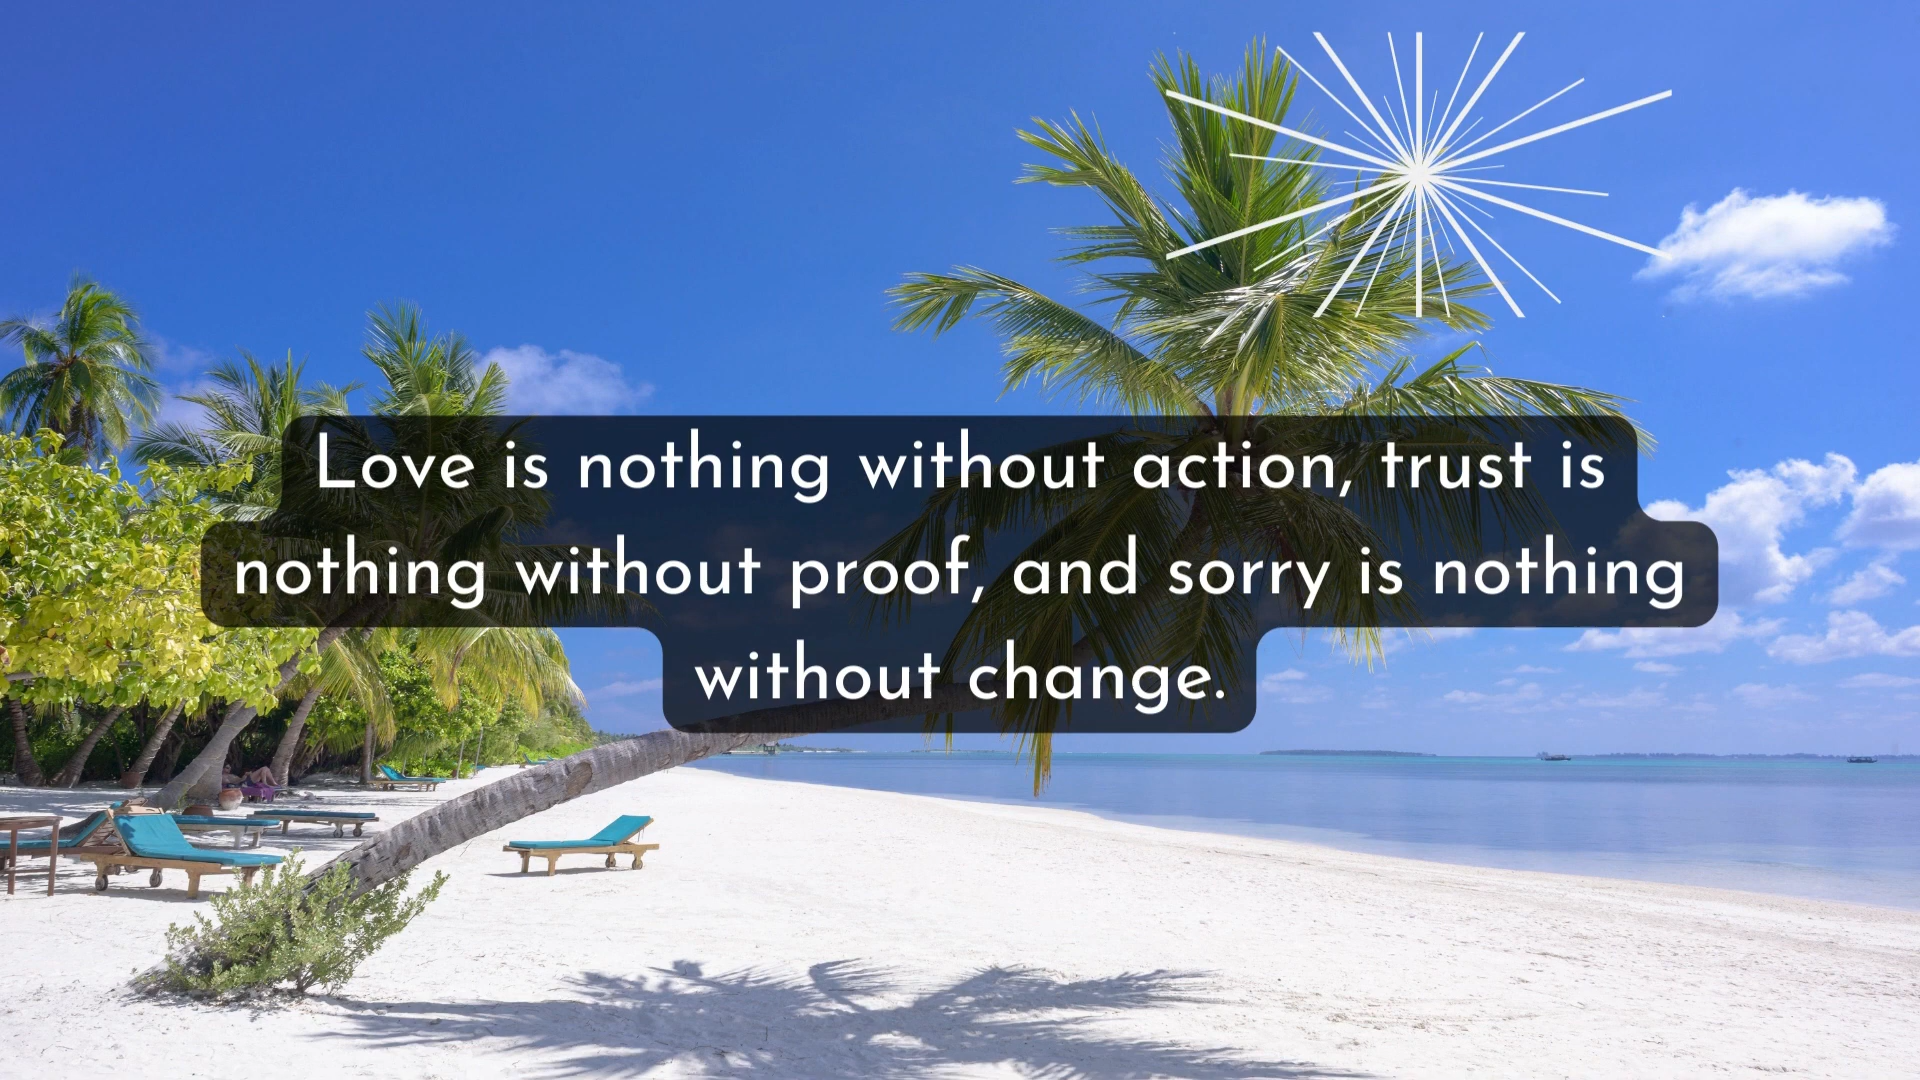 Love is nothing without action, trust is
nothing without proof, and sorry is nothing
without change.